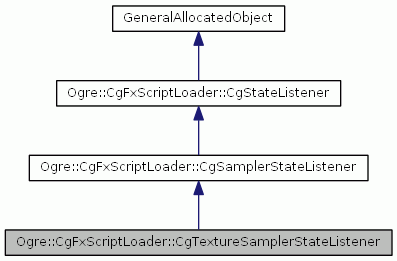 GeneralAllocatedObject
Ogre::CgFxScriptLoader::CgStateListener
Ogre::CgFxScriptLoader::CgSamplerStateListener
Ogre::CgFxScriptLoader::CgTextureSamplerStateListener